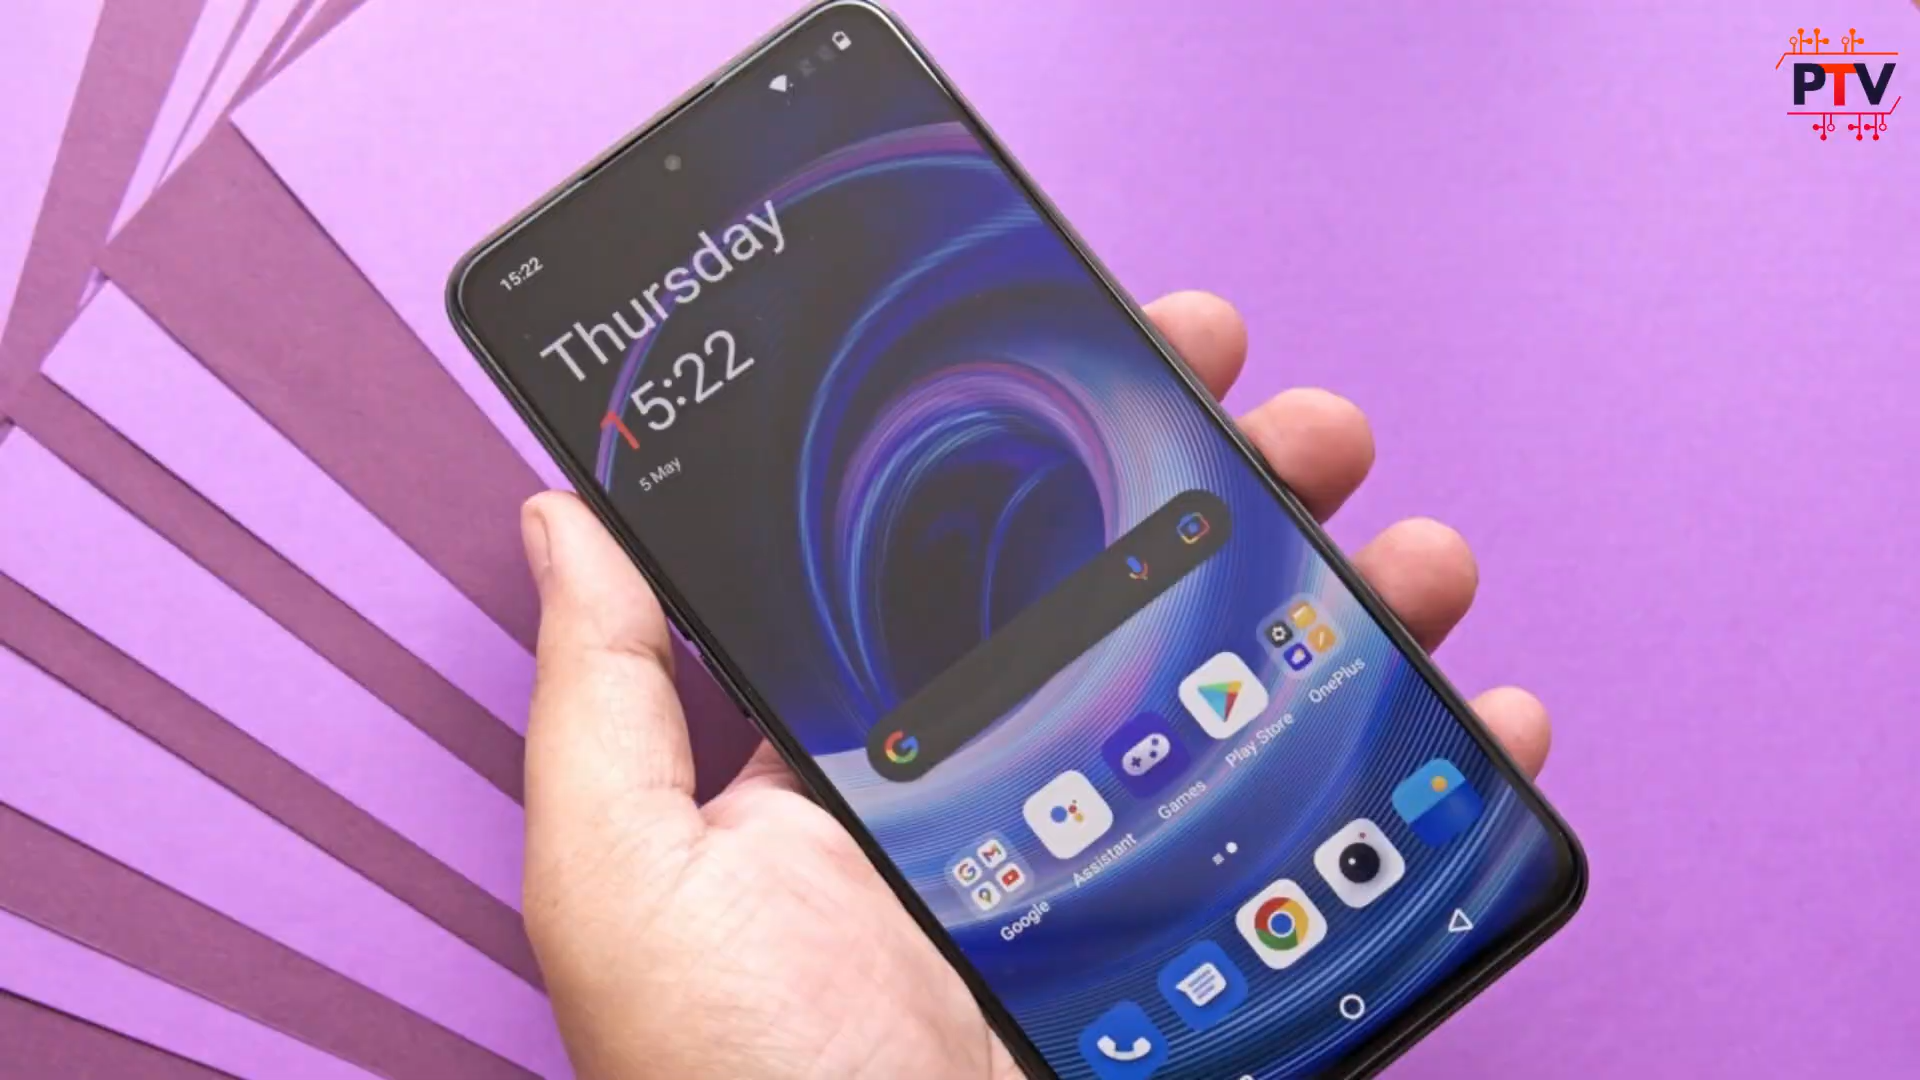 PTV
15:22
Thursday
15:22
5 May
OnePlus
Play Store
Games
Assistant
Google